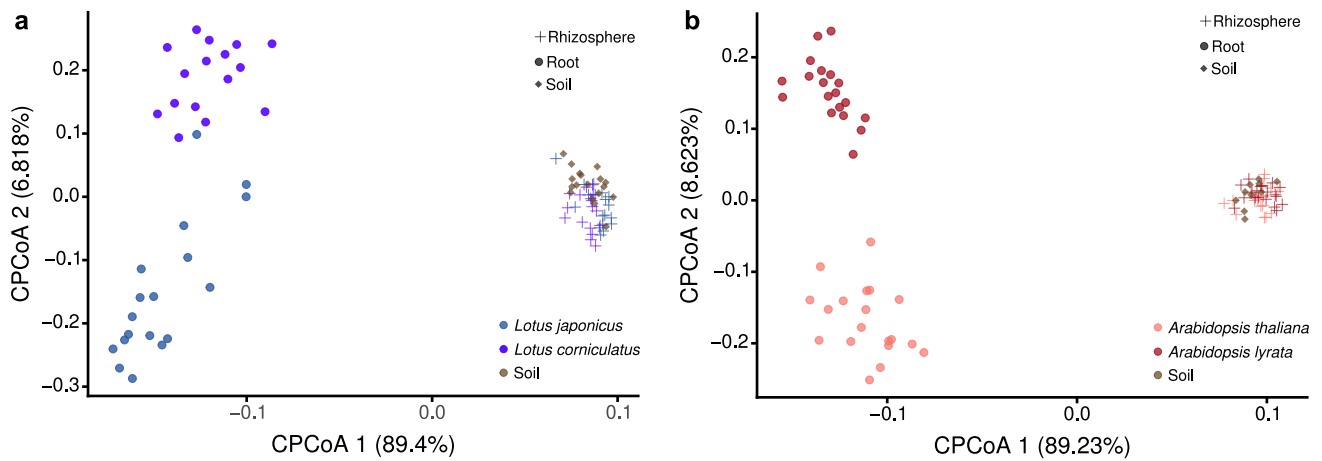 a
Rhizosphere
Root
Soil
0.2
0.1
0.0
−0.1
−0.2
−0.3
CPCoA 2 (6.818%)
Lotus japonicus
Lotus corniculatus
Soil
−0.1
0.0
0.1
CPCoA 1 (89.4%)
b
Rhizosphere
Root
Soil
0.2
0.1
0.0
−0.1
−0.2
CPCoA 2 (8.623%)
Arabidopsis thaliana
Arabidopsis lyrata
Soil
−0.1
0.0
0.1
CPCoA 1 (89.23%)